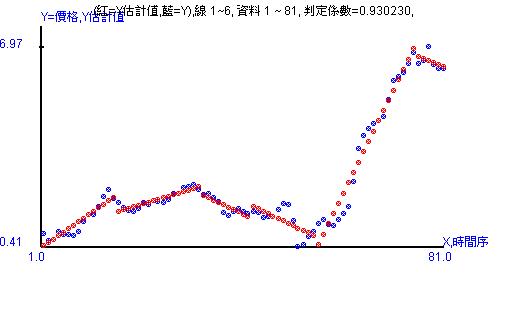 (紅=Y估計值,藍=Y),線 1~6, 資料 1 ~ 81, 判定係數=0.930230,
Y=價格,Y估計值
6.97
0.41
X,時間序
1.0
81.0